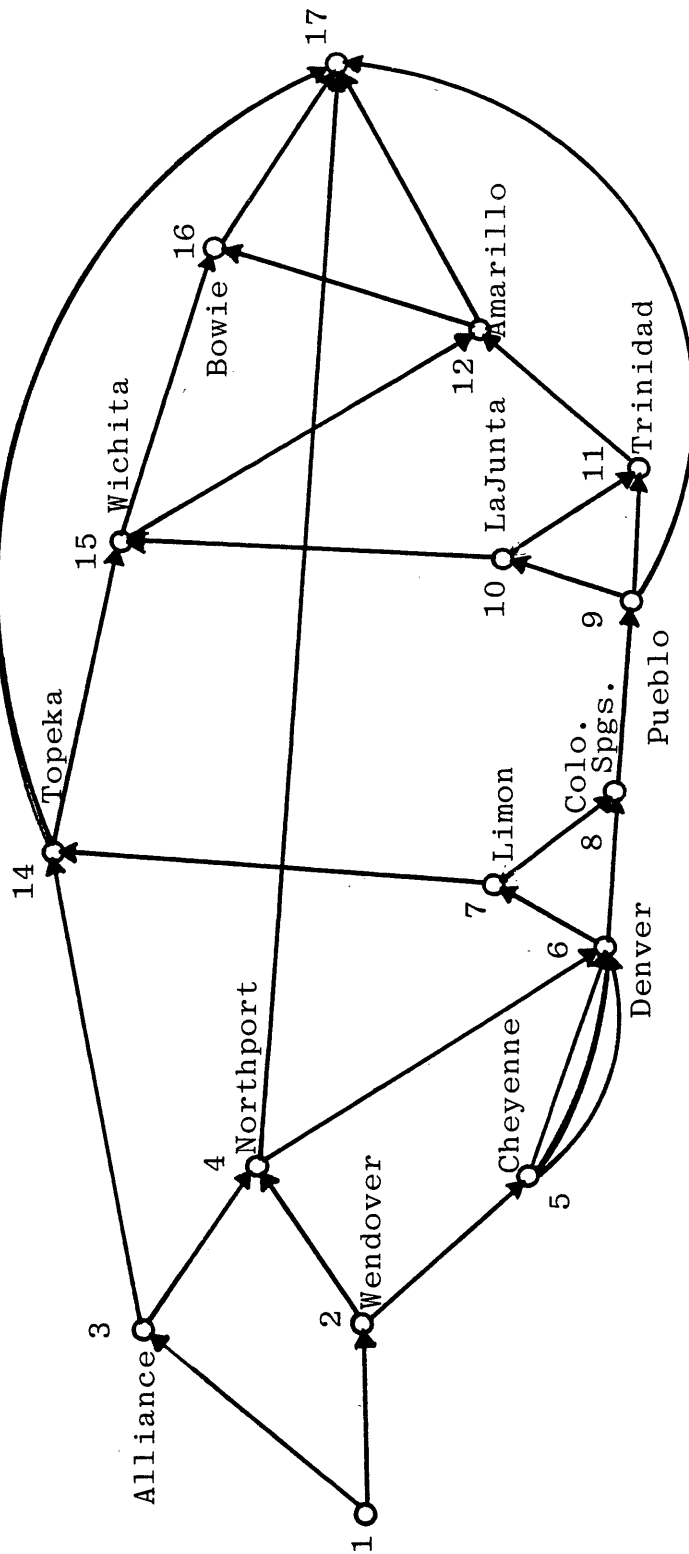 1
3
Alliance
2
Wendover
4
Northport
5
Cheyenne
6
Denver
7
Limon
8
Colo.
Spgs.
14
Topeka
9
Pueblo
10
LaJunta
11
Trinidad
15
Wichita
12
Amarillo
16
Bowie
17